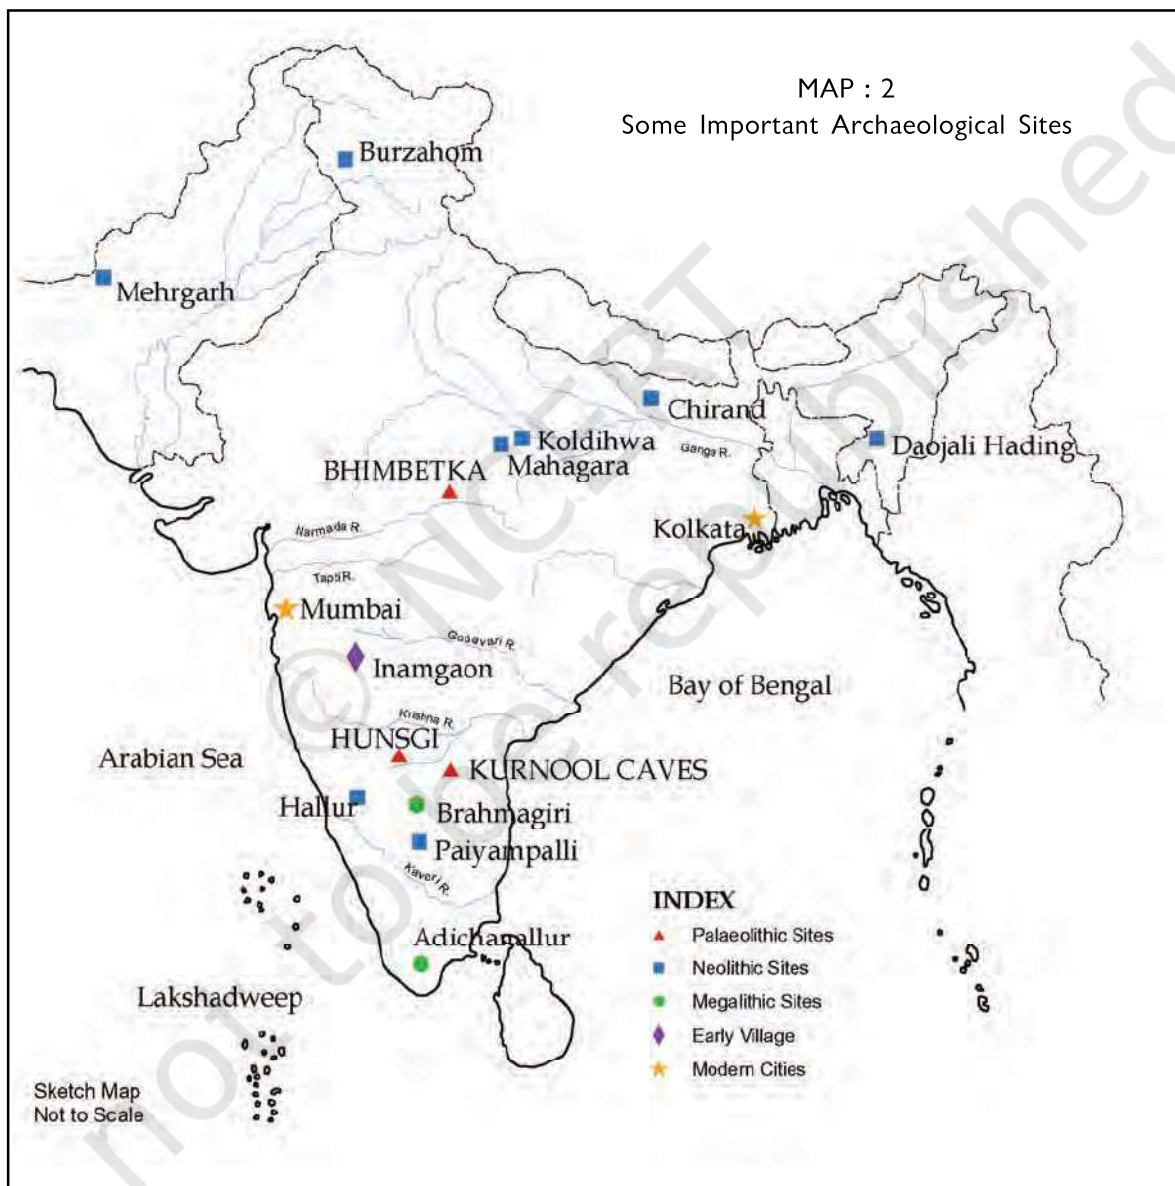 MAP : 2
Some Important Archaeological Sites
Burzahom
Mehrgarh
Chirand
Koldihwa
Mahagara
Ganga R.
Daojali Hading
BHIMBETKA
Narmada R.
Kolkata
Tapti R.
Mumbai
Godavari R.
Inamgaon
Bay of Bengal
Krishna R.
HUNSGI
Arabian Sea
KURNOOL CAVES
Hallur
Brahmagiri
Paiyampalli
Kaveri R.
Adichanallur
Lakshadweep
INDEX
Palaeolithic Sites
Neolithic Sites
Megalithic Sites
Early Village
Modern Cities
Sketch Map
Not to Scale
© NCERT
not to be republished